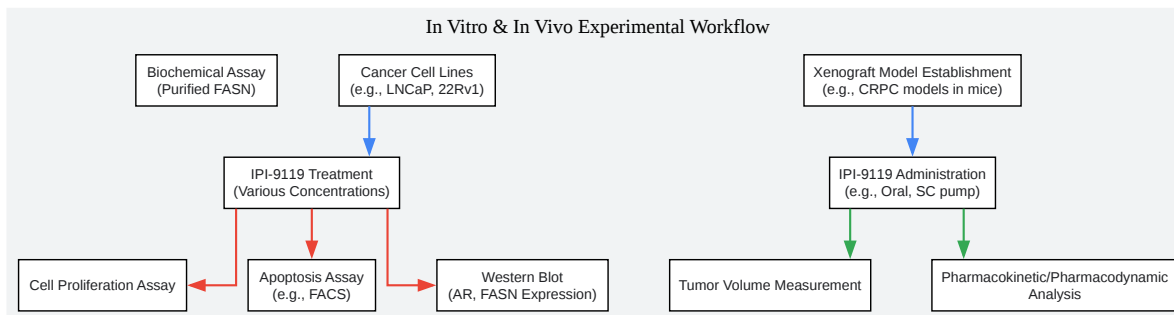 In Vitro & In Vivo Experimental Workflow
Biochemical Assay
(Purified FASN)
Cancer Cell Lines
(e.g., LNCaP, 22Rv1)
Xenograft Model Establishment
(e.g., CRPC models in mice)
IPI-9119 Treatment
(Various Concentrations)
IPI-9119 Administration
(e.g., Oral, SC pump)
Cell Proliferation Assay
Apoptosis Assay
(e.g., FACS)
Western Blot
(AR, FASN Expression)
Tumor Volume Measurement
Pharmacokinetic/Pharmacodynamic
Analysis